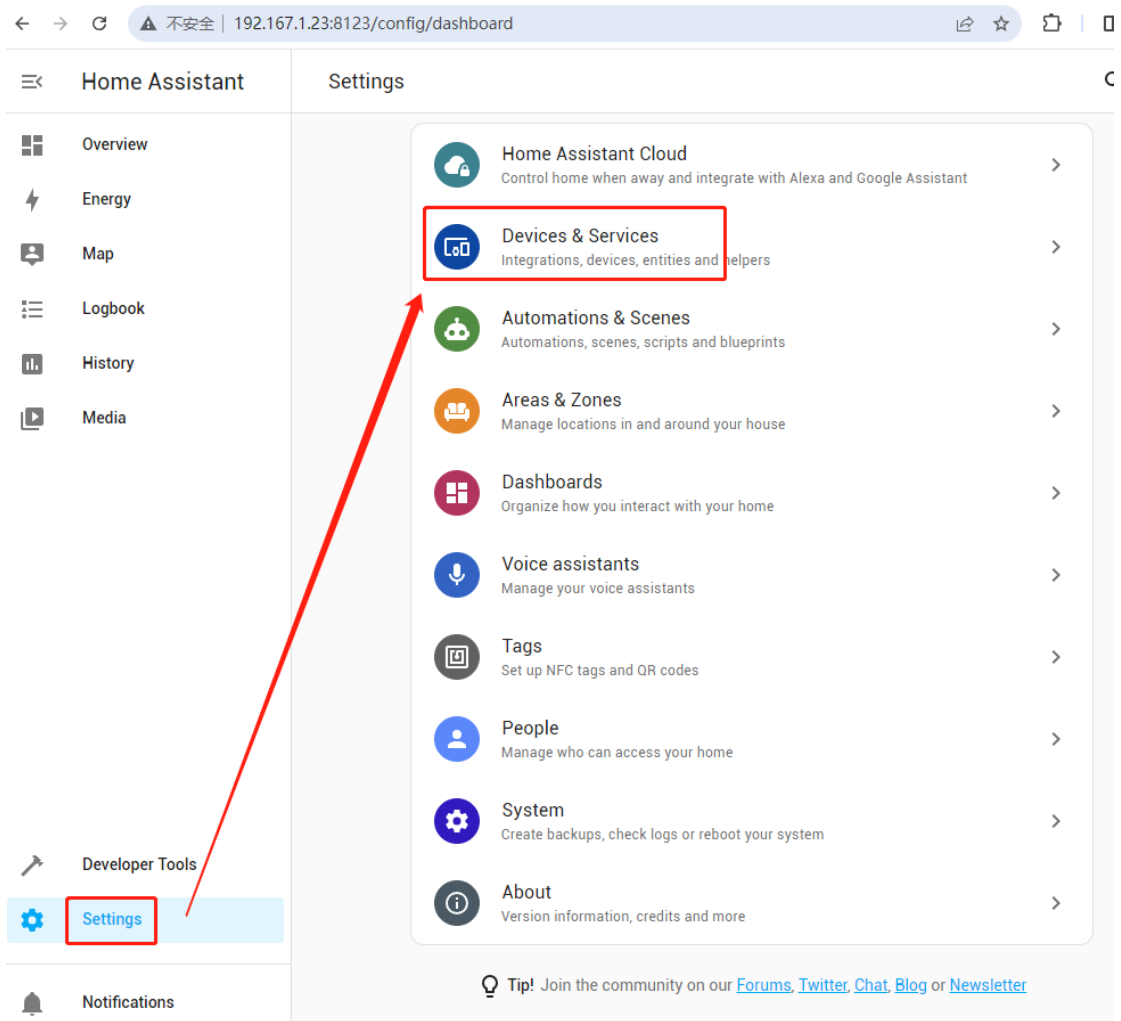 不安全 192.167.1.23:8123/config/dashboard
Home Assistant
Settings
Overview
Energy
Map
Logbook
History
Media
Developer Tools
Settings
Notifications
Home Assistant Cloud
Control home when away and integrate with Alexa and Google Assistant
Devices & Services
Integrations, devices, entities and helpers
Automations & Scenes
Automations, scenes, scripts and blueprints
Areas & Zones
Manage locations in and around your house
Dashboards
Organize how you interact with your home
Voice assistants
Manage your voice assistants
Tags
Set up NFC tags and QR codes
People
Manage who can access your home
System
Create backups, check logs or reboot your system
About
Version information, credits and more
Tip! Join the community on our Forums, Twitter, Chat, Blog or Newsletter